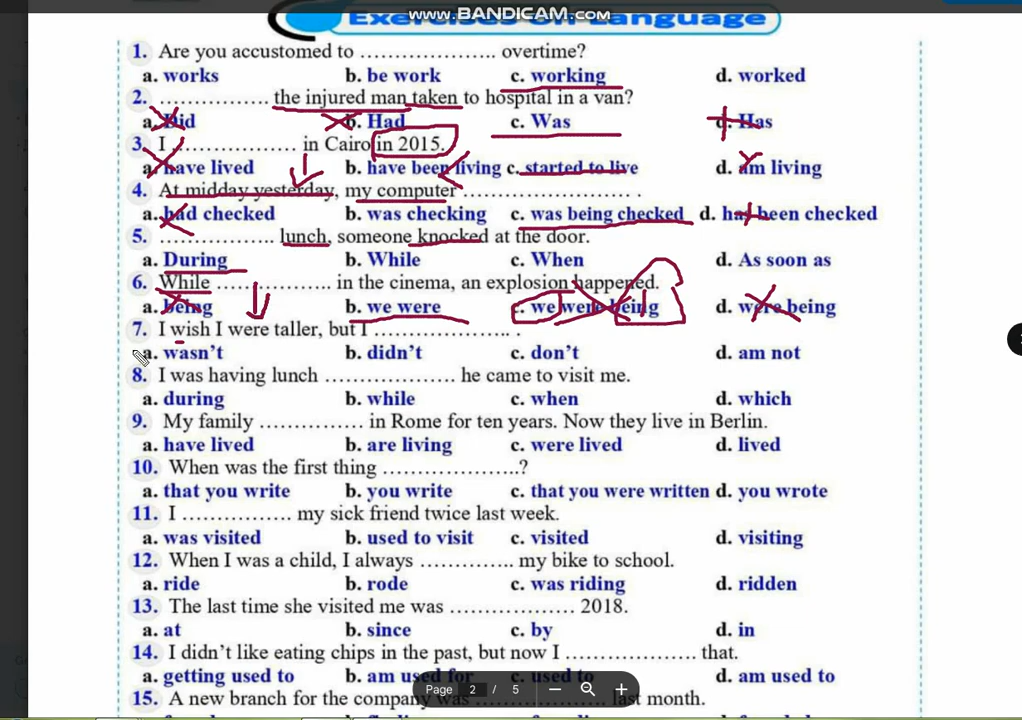 www.BANDICAM.com
Exercises on Language
1. Are you accustomed to ..................... overtime?
a. works b. be work c. working d. worked
2. ................ the injured man taken to hospital in a van?
a. Did b. Had c. Was d. Has
3. I .................. in Cairo in 2015.
a. have lived b. have been living c. started to live d. am living
4. At midday yesterday, my computer .......................... .
a. had checked b. was checking c. was being checked d. has been checked
5. .................. lunch, someone knocked at the door.
a. During b. While c. When d. As soon as
6. While .................. in the cinema, an explosion happened.
a. being b. we were c. we were being d. were being
7. I wish I were taller, but I ..................... .
a. wasn't b. didn't c. don't d. am not
8. I was having lunch .................... he came to visit me.
a. during b. while c. when d. which
9. My family ................ in Rome for ten years. Now they live in Berlin.
a. have lived b. are living c. were lived d. lived
10. When was the first thing .....................?
a. that you write b. you write c. that you were written d. you wrote
11. I ................. my sick friend twice last week.
a. was visited b. used to visit c. visited d. visiting
12. When I was a child, I always .............. my bike to school.
a. ride b. rode c. was riding d. ridden
13. The last time she visited me was ................... 2018.
a. at b. since c. by d. in
14. I didn't like eating chips in the past, but now I .................... that.
a. getting used to b. am used for c. used to d. am used to
Page 2 / 5
15. A new branch for the company was .................... last month.